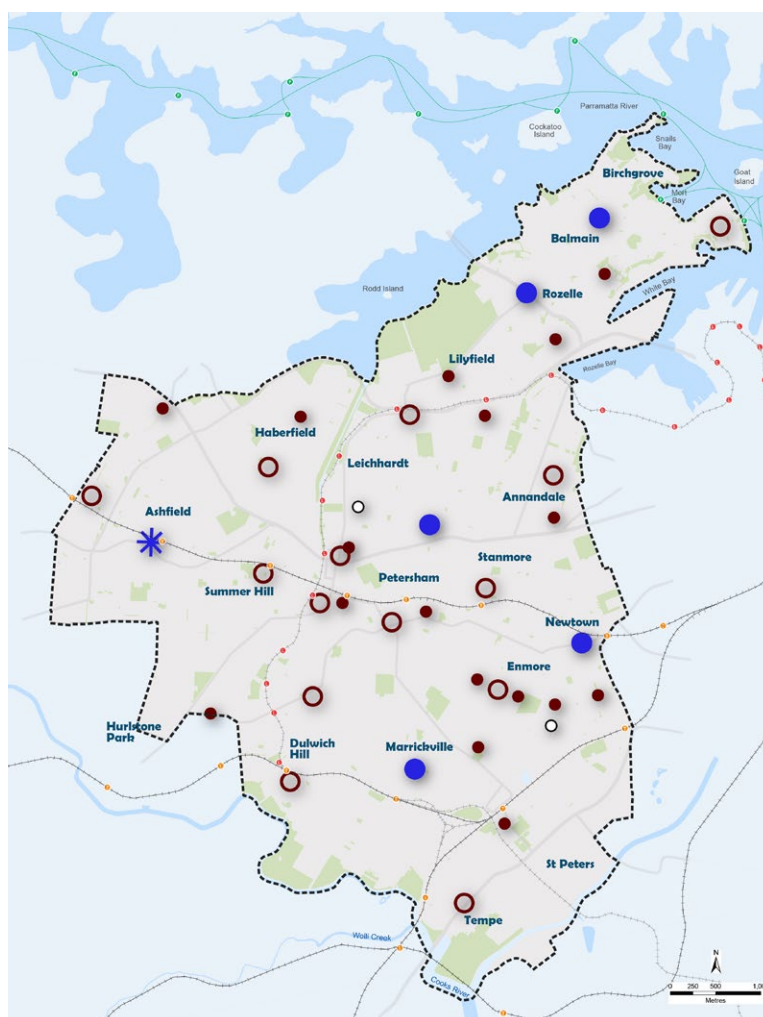 Parramatta River
Cockatoo
Island
Snails
Bay
Birchgrove
Goat
Island
Mort
Bay
Balmain
White Bay
Rodd Island
Rozelle
Lilyfield
Rozelle
Bay
Haberfield
Leichhardt
Annandale
Ashfield
Stanmore
Petersham
Summer Hill
Newtown
Enmore
Hurlstone
Park
Dulwich
Hill
Marrickville
St Peters
Tempe
Wolli Creek
Cooks River
N
0 250 500 1,00
Metres